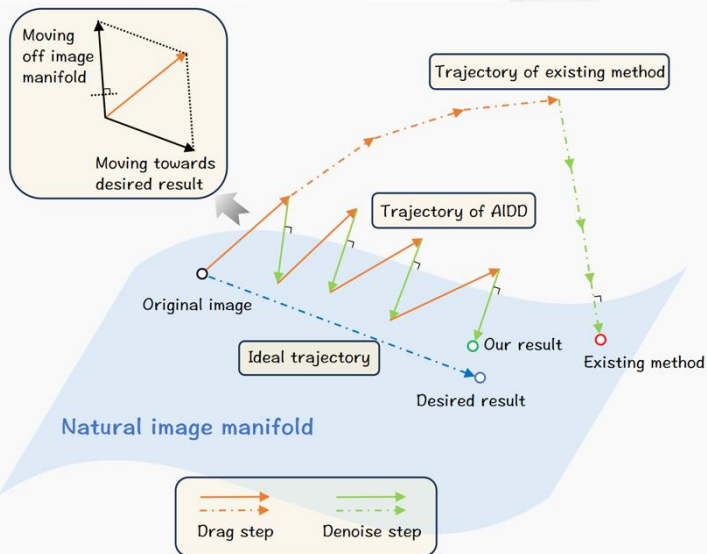 Moving
off image
manifold
Moving towards
desired result
Trajectory of existing method
Trajectory of AIDD
Original image
Ideal trajectory
Our result
Existing method
Desired result
Natural image manifold
Drag step
Denoise step